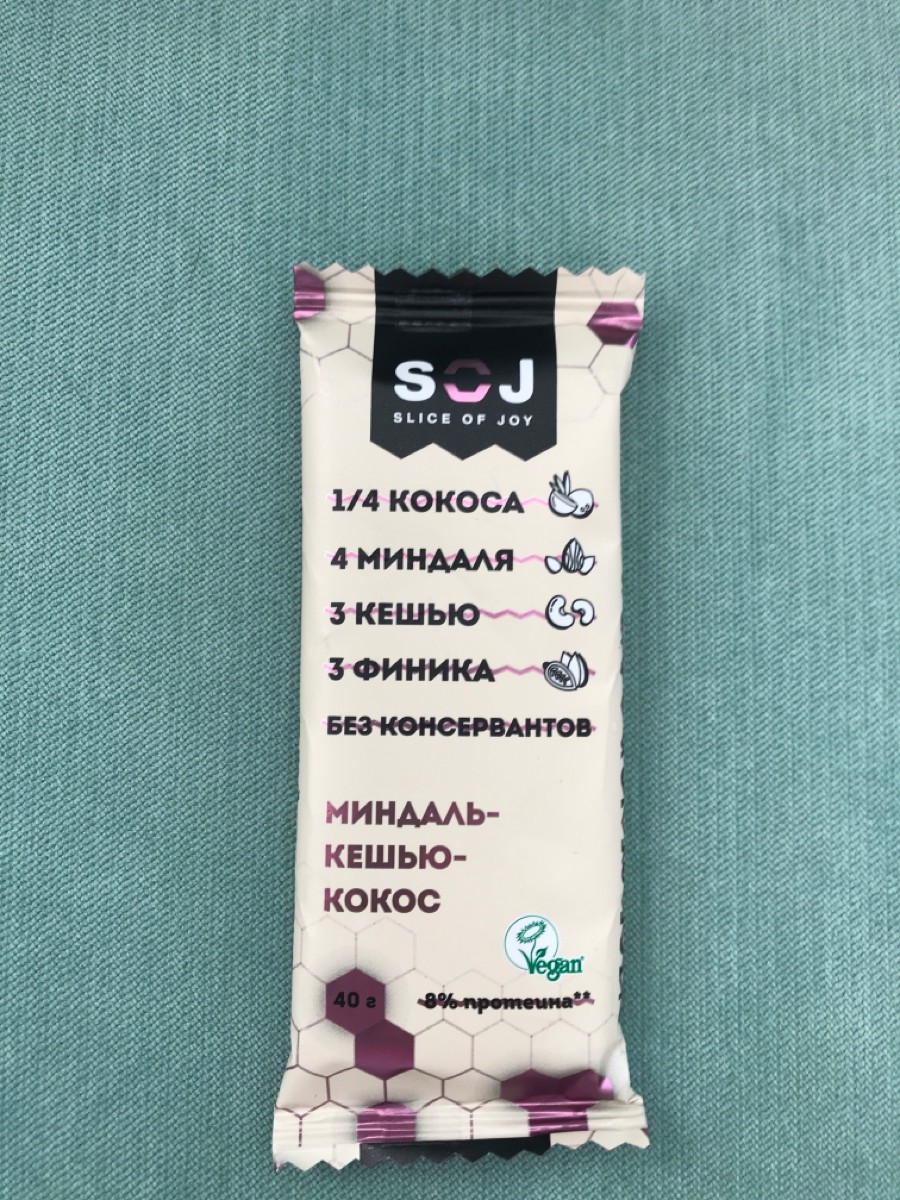 SOJ
SLICE OF JOY
1/4 КОКОСА
4 МИНДАЛЯ
3 КЕШЬЮ
3 ФИНИКА
БЕЗ КОНСЕРВАНТОВ
МИНДАЛЬ-
КЕШЬЮ-
КОКОС
Vegan
40 г 8% протеина**